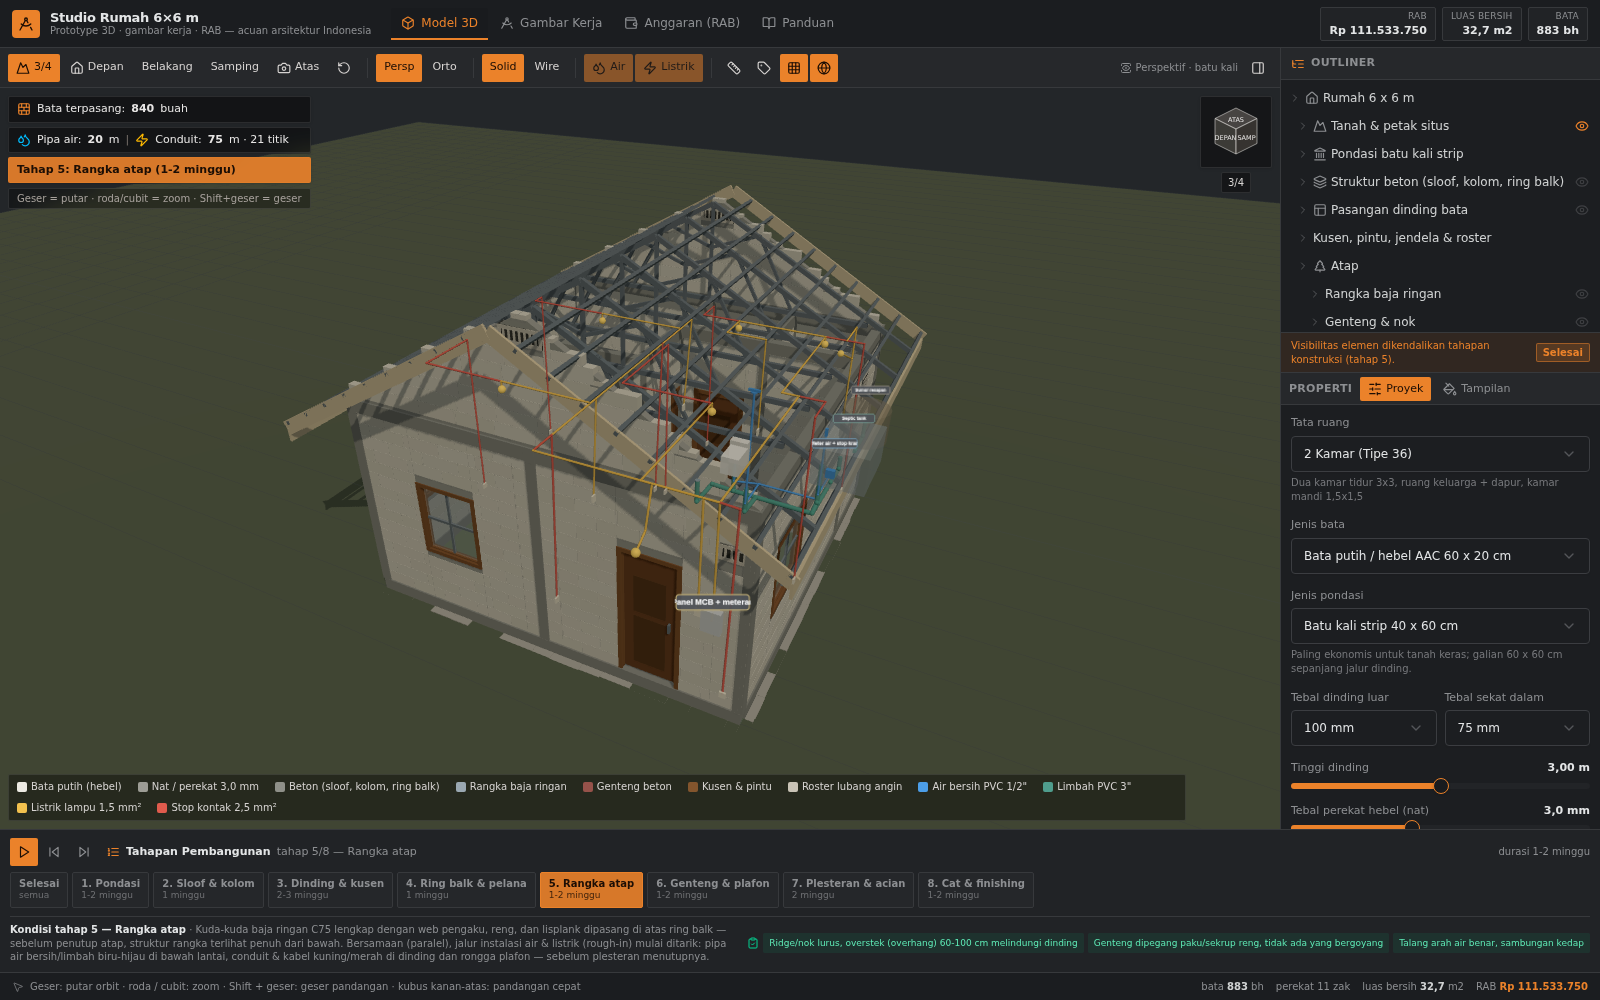 Studio Rumah 6×6 m
Prototype 3D · gambar kerja · RAB — acuan arsitektur Indonesia
Model 3D
Gambar Kerja
Anggaran (RAB)
Panduan
RAB
Rp 111.533.750
LUAS BERSIH
32,7 m2
BATA
883 bh
3/4
Depan
Belakang
Samping
Atas
Persp
Orto
Solid
Wire
Air
Listrik
Perspektif · batu kali
Bata terpasang: 840 buah
Pipa air: 20 m | Conduit: 75 m · 21 titik
Tahap 5: Rangka atap (1-2 minggu)
Geser = putar · roda/cubit = zoom · Shift+geser = geser
ATAS
DEPAN
SAMP
3/4
Septic tank
Panel MCB + meteran
Bata putih (hebel)
Nat / perekat 3,0 mm
Beton (sloof, kolom, ring balk)
Rangka baja ringan
Genteng beton
Kusen & pintu
Roster lubang angin
Air bersih PVC 1/2"
Limbah PVC 3"
Listrik lampu 1,5 mm²
Stop kontak 2,5 mm²
OUTLINER
Rumah 6 x 6 m
Tanah & petak situs
Pondasi batu kali strip
Struktur beton (sloof, kolom, ring balk)
Pasangan dinding bata
Kusen, pintu, jendela & roster
Atap
Rangka baja ringan
Genteng & nok
Visibilitas elemen dikendalikan tahapan
konstruksi (tahap 5).
Selesai
PROPERTI
Proyek
Tampilan
Tata ruang
2 Kamar (Tipe 36)
Dua kamar tidur 3x3, ruang keluarga + dapur, kamar
mandi 1,5x1,5
Jenis bata
Bata putih / hebel AAC 60 x 20 cm
Jenis pondasi
Batu kali strip 40 x 60 cm
Paling ekonomis untuk tanah keras; galian 60 x 60 cm
sepanjang jalur dinding.
Tebal dinding luar
Tebal sekat dalam
100 mm
75 mm
Tinggi dinding
3,00 m
Tebal perekat hebel (nat)
3,0 mm
Tahapan Pembangunan tahap 5/8 — Rangka atap
durasi 1-2 minggu
Selesai
semua
1. Pondasi
1-2 minggu
2. Sloof & kolom
1 minggu
3. Dinding & kusen
2-3 minggu
4. Ring balk & pelana
1 minggu
5. Rangka atap
1-2 minggu
6. Genteng & plafon
1-2 minggu
7. Plesteran & acian
2 minggu
8. Cat & finishing
1-2 minggu
Kondisi tahap 5 — Rangka atap · Kuda-kuda baja ringan C75 lengkap dengan web pengaku, reng, dan lisplank dipasang di atas ring balk —
sebelum penutup atap, struktur rangka terlihat penuh dari bawah. Bersamaan (paralel), jalur instalasi air & listrik (rough-in) mulai ditarik: pipa
air bersih/limbah biru-hijau di bawah lantai, conduit & kabel kuning/merah di dinding dan rongga plafon — sebelum plesteran menutupnya.
Ridge/nok lurus, overstek (overhang) 60-100 cm melindungi dinding
Genteng dipegang paku/sekrup reng, tidak ada yang bergoyang
Talang arah air benar, sambungan kedap
Geser: putar orbit · roda / cubit: zoom · Shift + geser: geser pandangan · kubus kanan-atas: pandangan cepat
bata 883 bh
perekat 11 zak
luas bersih 32,7 m2
RAB Rp 111.533.750